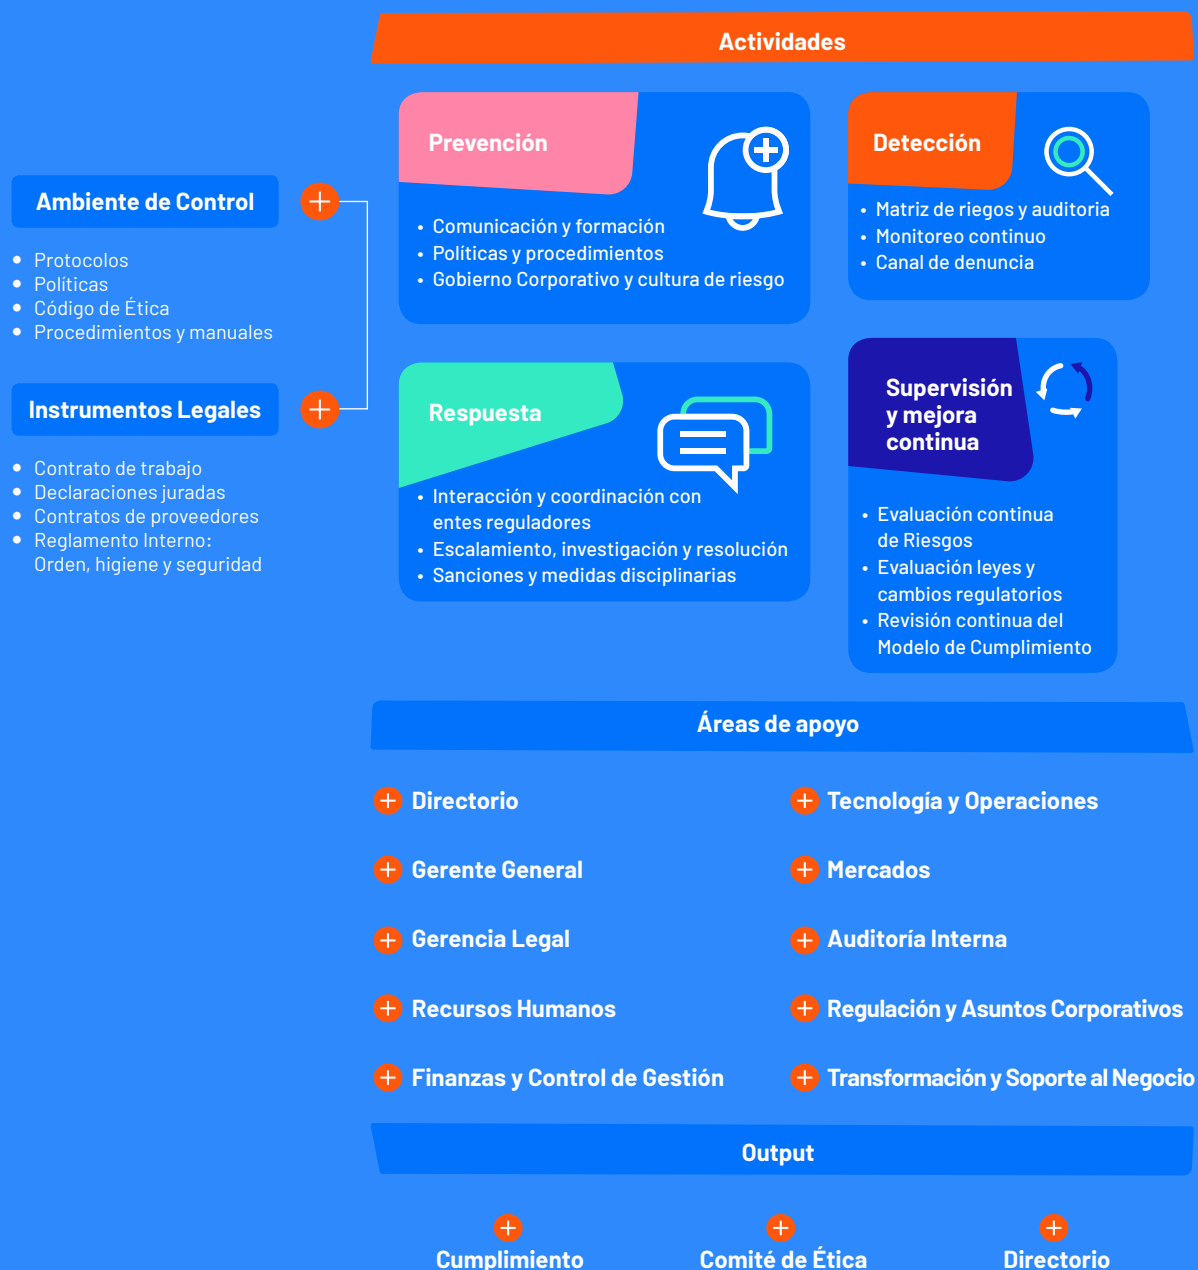 Actividades
Ambiente de Control
• Protocolos
• Políticas
• Código de Ética
• Procedimientos y manuales
Instrumentos Legales
• Contrato de trabajo
• Declaraciones juradas
• Contratos de proveedores
• Reglamento Interno:
Orden, higiene y seguridad
Prevención
• Comunicación y formación
• Políticas y procedimientos
• Gobierno Corporativo y cultura de riesgo
Detección
• Matriz de riegos y auditoria
• Monitoreo continuo
• Canal de denuncia
Respuesta
• Interacción y coordinación con
entes reguladores
• Escalamiento, investigación y resolución
• Sanciones y medidas disciplinarias
Supervisión
y mejora
continua
• Evaluación continua
de Riesgos
• Evaluación leyes y
cambios regulatorios
• Revisión continua del
Modelo de Cumplimiento
Áreas de apoyo
Directorio
Gerente General
Gerencia Legal
Recursos Humanos
Finanzas y Control de Gestión
Tecnología y Operaciones
Mercados
Auditoría Interna
Regulación y Asuntos Corporativos
Transformación y Soporte al Negocio
Output
Cumplimiento
Comité de Ética
Directorio